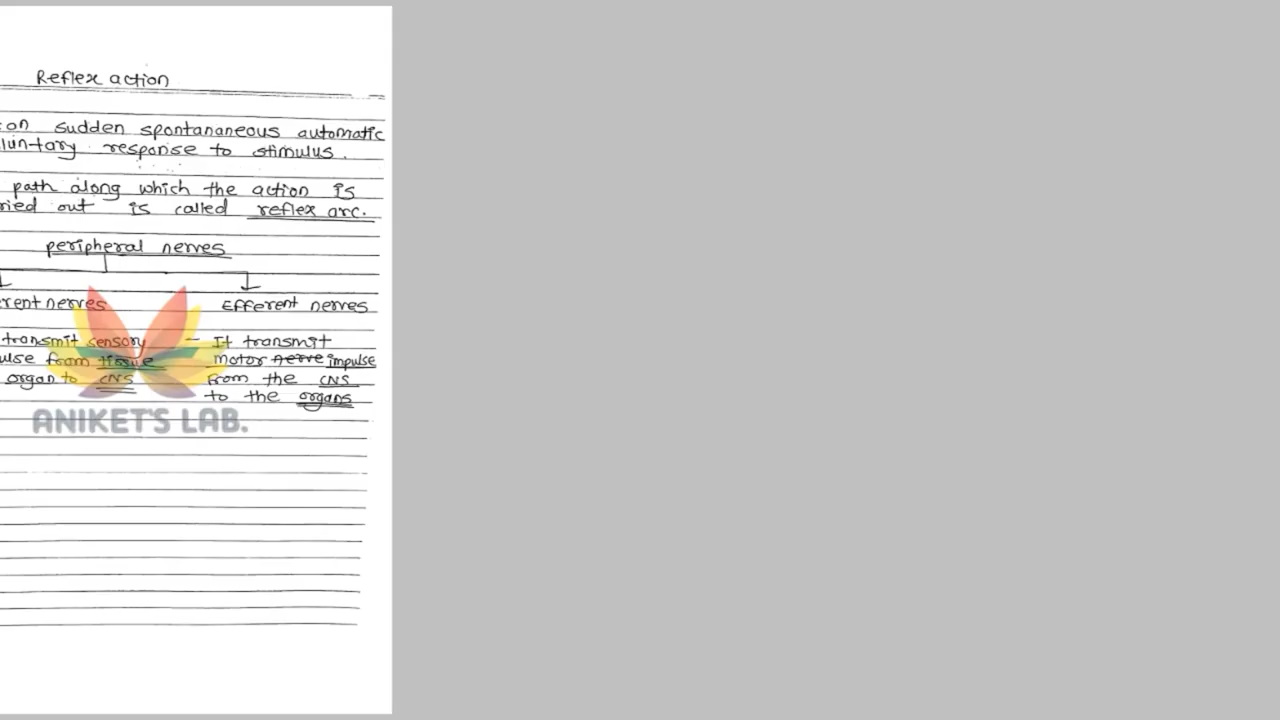 Reflex action
on sudden spontananeous automatic
luntary response to stimulus.
path along which the action is
ried out is called reflex arc.
peripheral nerves
erent nerves Efferent nerves
transmit sensory - It transmit
ulse from tissue motor nerve impulse
organ to CNS from the CNS
to the organs
ANIKET'S LAB.